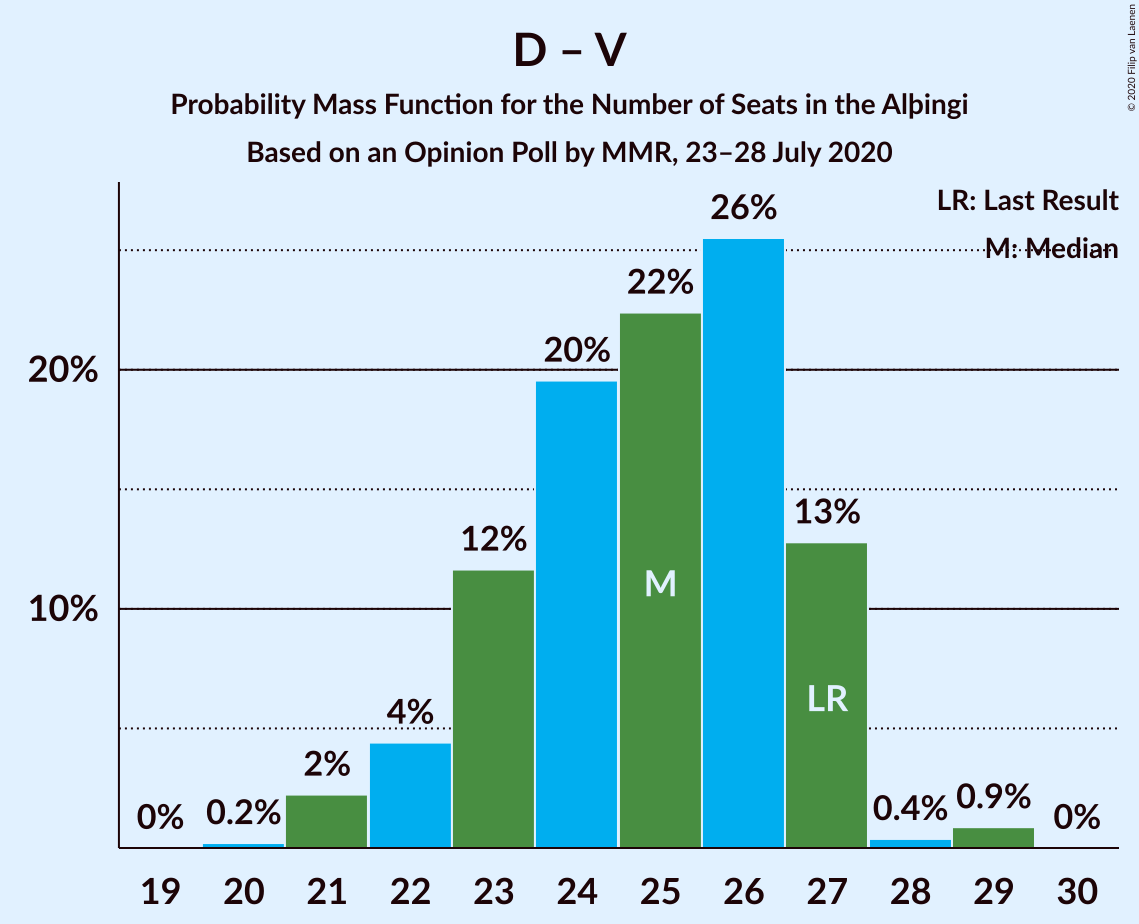 D – V
Probability Mass Function for the Number of Seats in the Alþingi
Based on an Opinion Poll by MMR, 23–28 July 2020
© 2020 Filip van Laenen
LR: Last Result
M: Median
26%
22%
20%
20%
13%
12%
M
10%
LR
4%
2%
0%
0.2%
0.4%
0.9%
0%
19 20 21 22 23 24 25 26 27 28 29 30